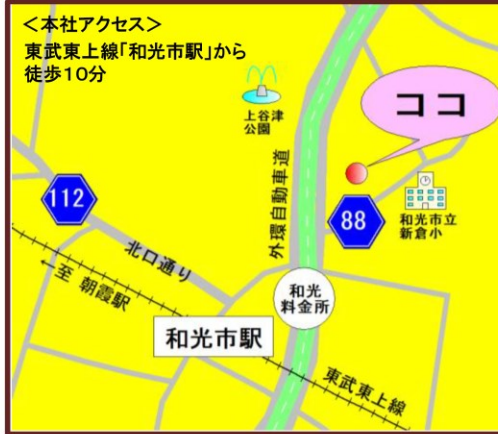 ＜本社アクセス＞
東武東上線「和光市駅」から
徒歩１０分
ココ
上谷津
公園
外環自動車道
112
88
和光市立
新倉小
北口通り
←至 朝霞駅
和光
料金所
和光市駅
東武東上線